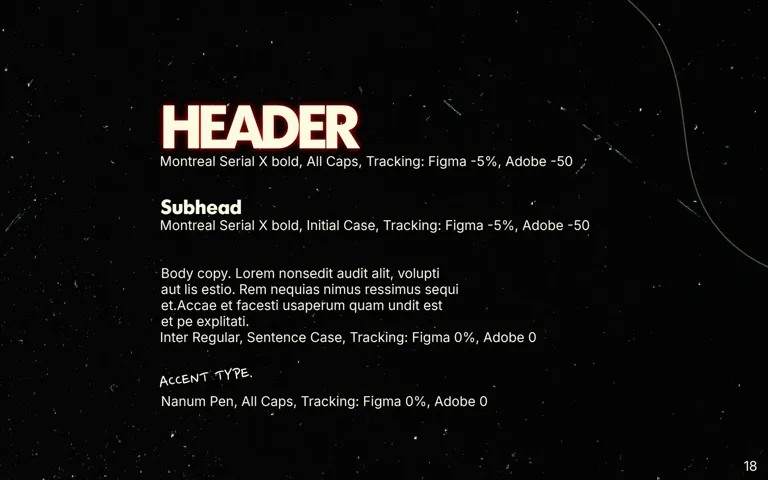 HEADER
Montreal Serial X bold, All Caps, Tracking: Figma -5%, Adobe -50
Subhead
Montreal Serial X bold, Initial Case, Tracking: Figma -5%, Adobe -50
Body copy. Lorem nonsedit audit alit, volupti
aut lis estio. Rem nequias nimus ressimus sequi
et.Accae et facesti usaperum quam undit est
et pe explitati.
Inter Regular, Sentence Case, Tracking: Figma 0%, Adobe 0
ACCENT TYPE.
Nanum Pen, All Caps, Tracking: Figma 0%, Adobe 0
18